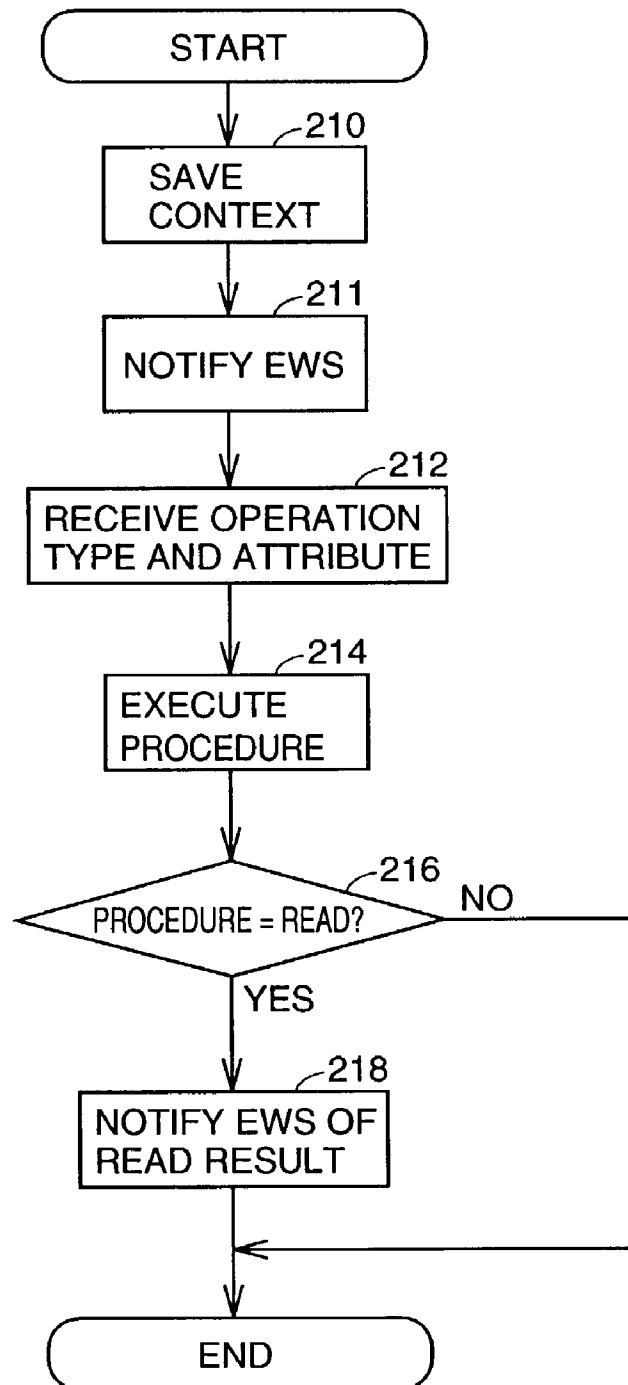 START
210
SAVE
CONTEXT
211
NOTIFY EWS
212
RECEIVE OPERATION
TYPE AND ATTRIBUTE
214
EXECUTE
PROCEDURE
216
PROCEDURE = READ?
NO
YES
218
NOTIFY EWS OF
READ RESULT
END